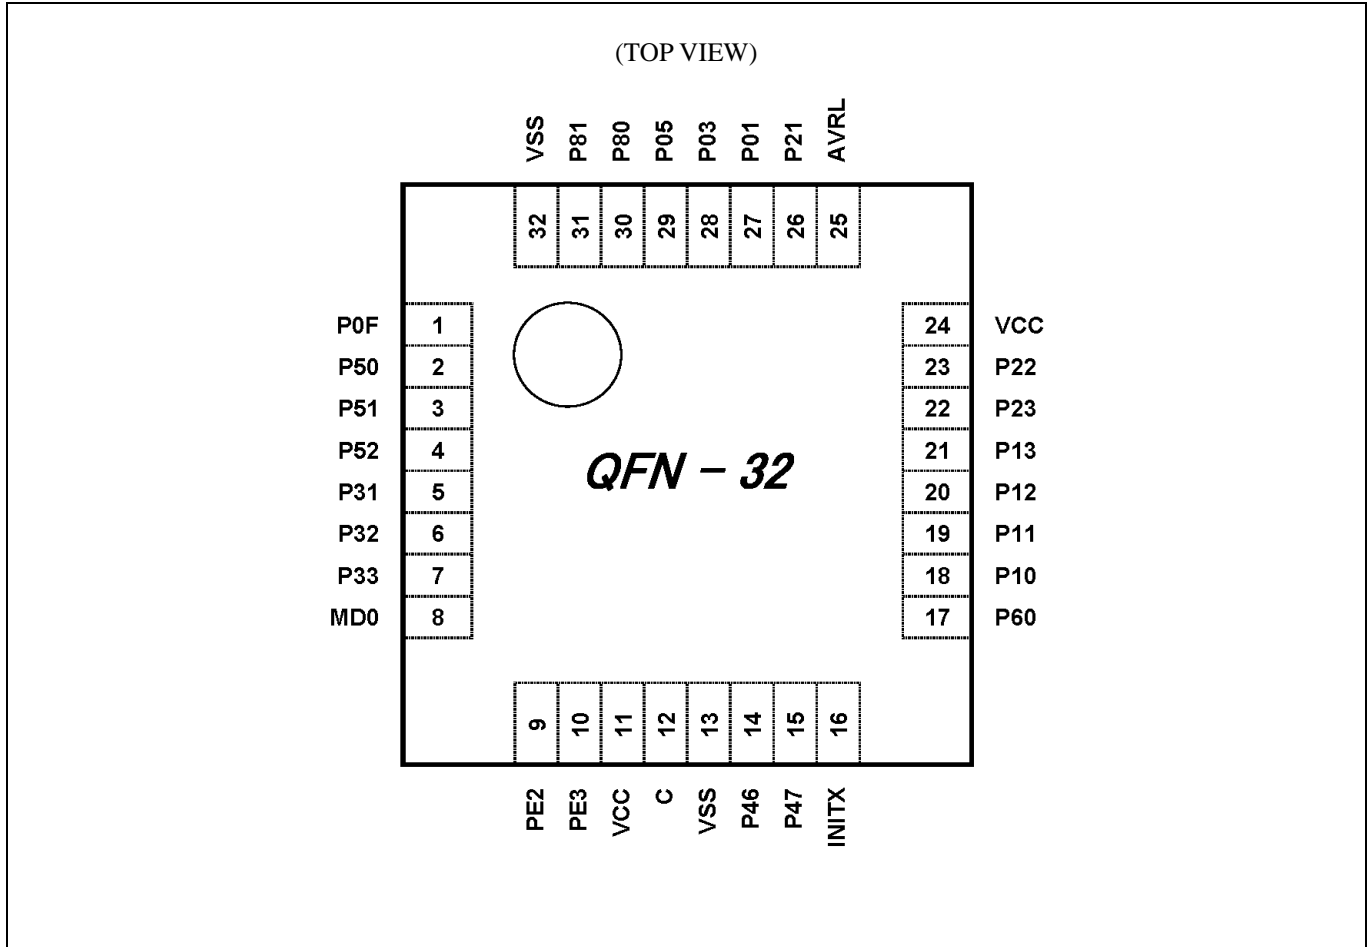 (TOP VIEW)
VSS P81 P80 P05 P03 P01 P21 AVRL
32 31 30 29 28 27 26 25
P0F 1 24 VCC
P50 2 23 P22
P51 3 22 P23
P52 4 21 P13
P31 5 20 P12
P32 6 19 P11
P33 7 18 P10
MD0 8 17 P60
QFN - 32
9 10 11 12 13 14 15 16
PE2 PE3 VCC C VSS P46 P47 INITX